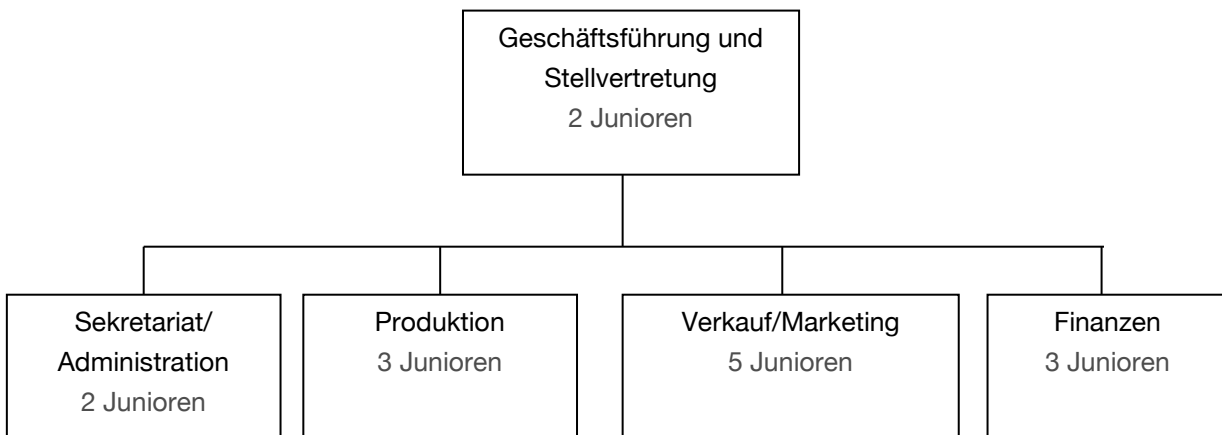 Geschäftsführung und
Stellvertretung
2 Junioren
Sekretariat/
Administration
2 Junioren
Produktion
3 Junioren
Verkauf/Marketing
5 Junioren
Finanzen
3 Junioren